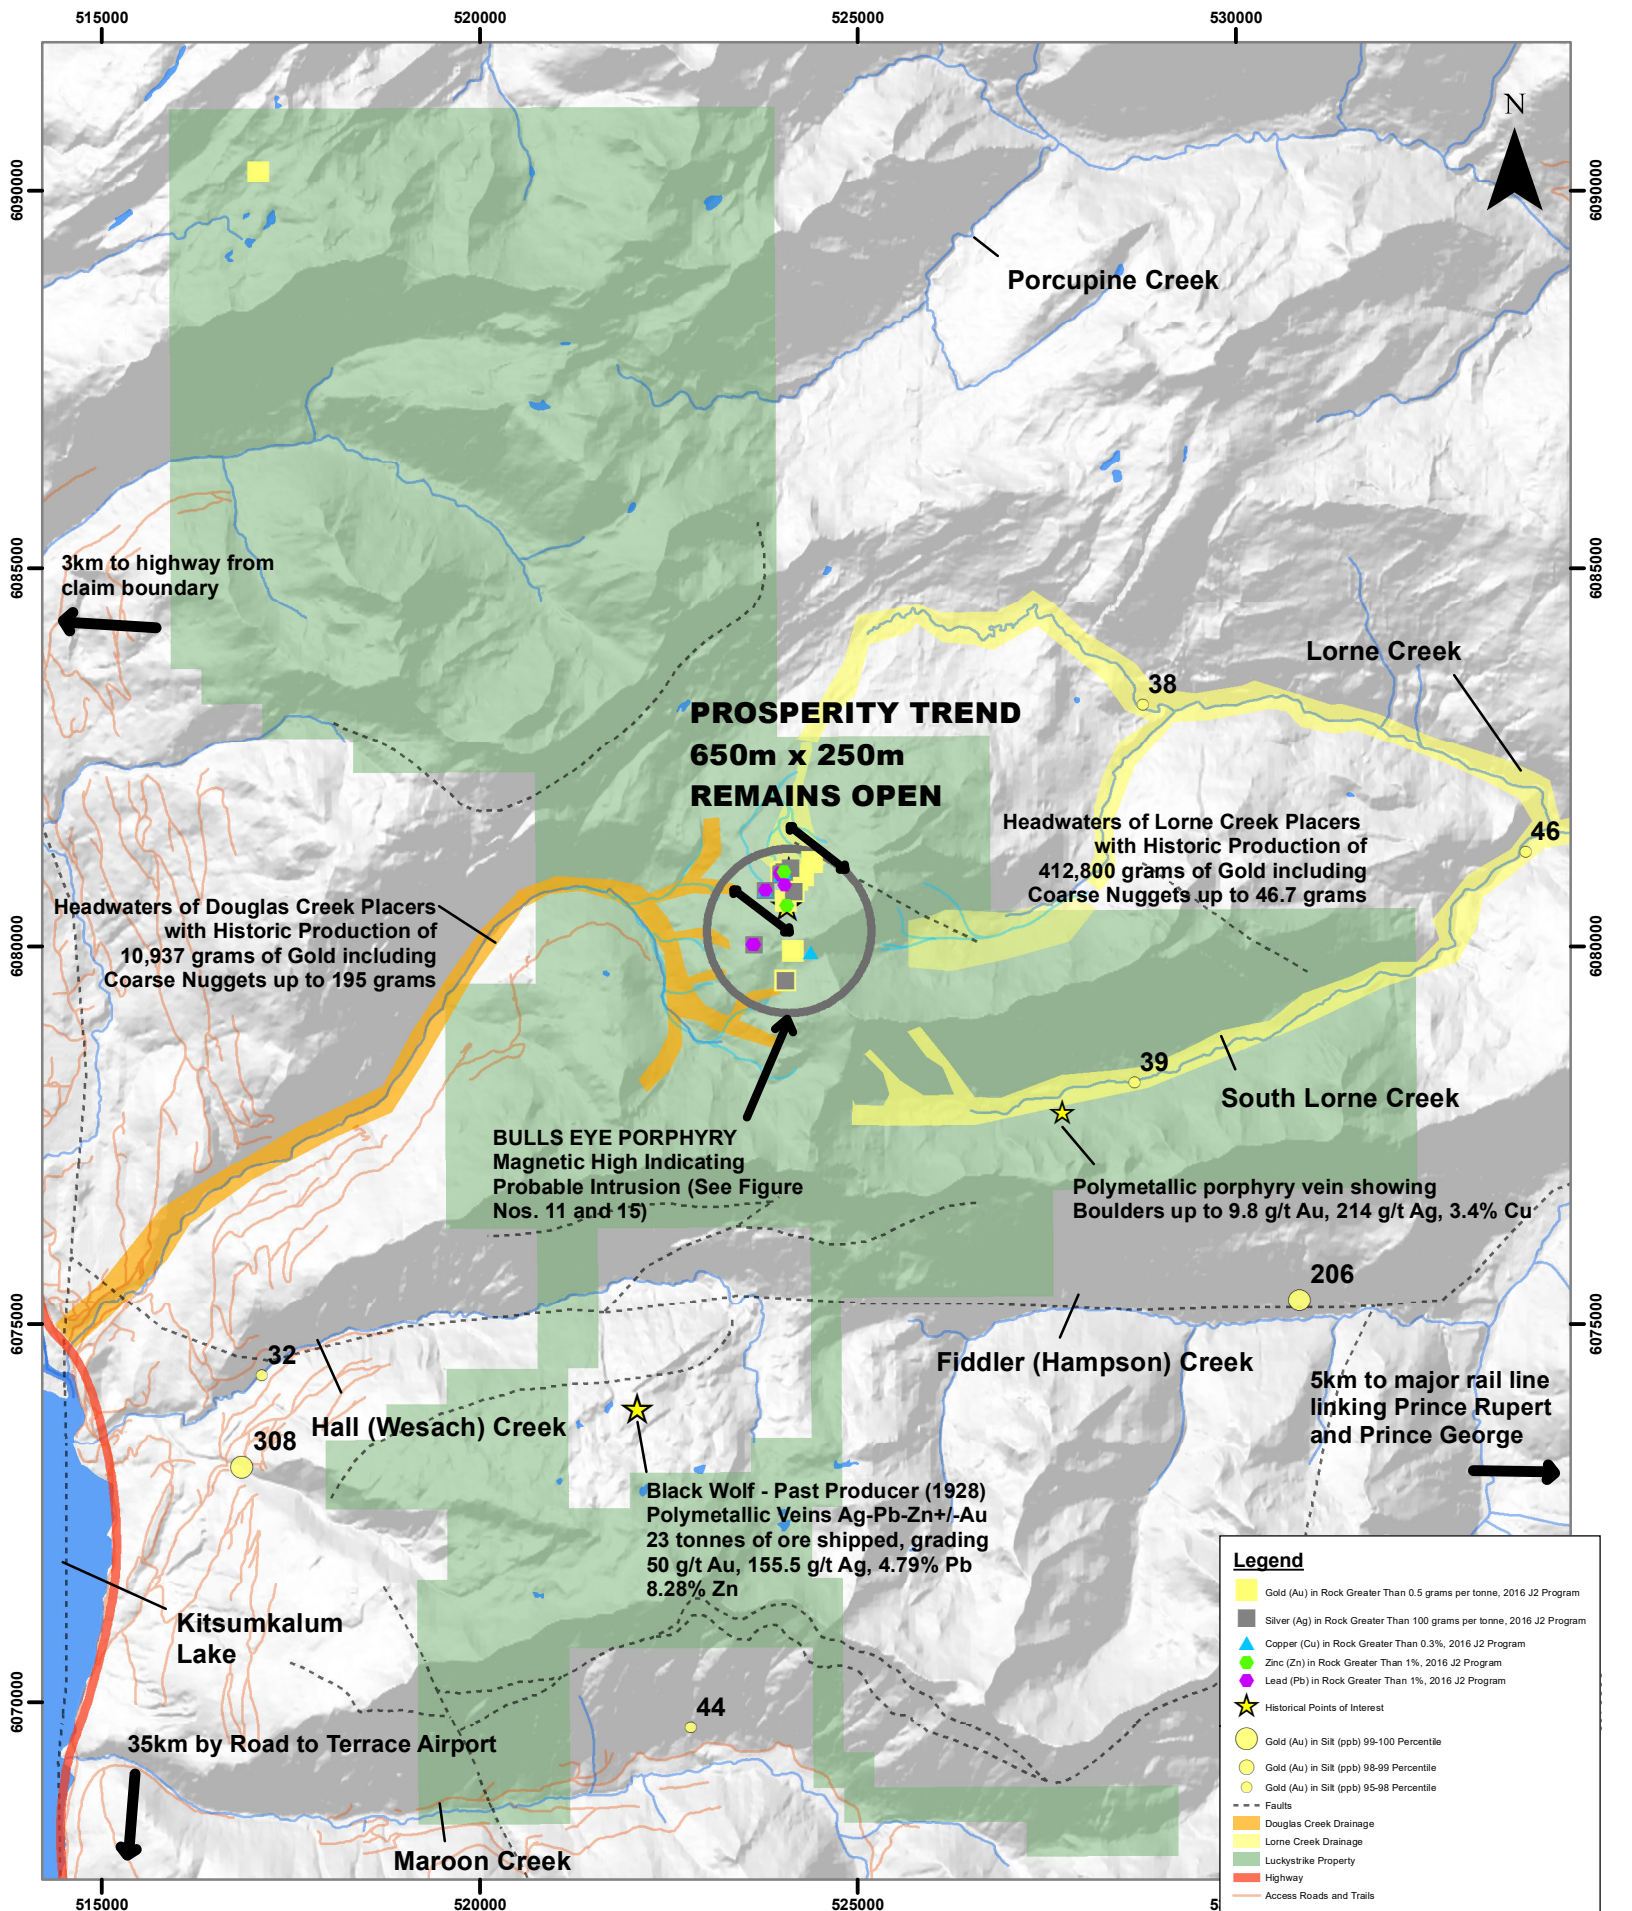 515000
520000
525000
530000
N
6090000
6090000
Porcupine Creek
6085000
6085000
3km to highway from
claim boundary
Lorne Creek
38
PROSPERITY TREND
650m x 250m
REMAINS OPEN
Headwaters of Lorne Creek Placers
with Historic Production of
412,800 grams of Gold including
Coarse Nuggets up to 46.7 grams
46
Headwaters of Douglas Creek Placers
with Historic Production of
10,937 grams of Gold including
Coarse Nuggets up to 195 grams
6080000
6080000
39
South Lorne Creek
BULLS EYE PORPHYRY
Magnetic High Indicating
Probable Intrusion (See Figure
Nos. 11 and 15)
Polymetallic porphyry vein showing
Boulders up to 9.8 g/t Au, 214 g/t Ag, 3.4% Cu
206
6075000
6075000
32
Fiddler (Hampson) Creek
5km to major rail line
linking Prince Rupert
and Prince George
Hall (Wesach) Creek
308
Black Wolf - Past Producer (1928)
Polymetallic Veins Ag-Pb-Zn+/-Au
23 tonnes of ore shipped, grading
50 g/t Au, 155.5 g/t Ag, 4.79% Pb
8.28% Zn
Kitsumkalum
Lake
6070000
44
35km by Road to Terrace Airport
Maroon Creek
Legend
Gold (Au) in Rock Greater Than 0.5 grams per tonne, 2016 J2 Program
Silver (Ag) in Rock Greater Than 100 grams per tonne, 2016 J2 Program
Copper (Cu) in Rock Greater Than 0.3%, 2016 J2 Program
Zinc (Zn) in Rock Greater Than 1%, 2016 J2 Program
Lead (Pb) in Rock Greater Than 1%, 2016 J2 Program
Historical Points of Interest
Gold (Au) in Silt (ppb) 99-100 Percentile
Gold (Au) in Silt (ppb) 98-99 Percentile
Gold (Au) in Silt (ppb) 95-98 Percentile
Faults
Douglas Creek Drainage
Lorne Creek Drainage
Luckystrike Property
Highway
Access Roads and Trails
515000
520000
525000